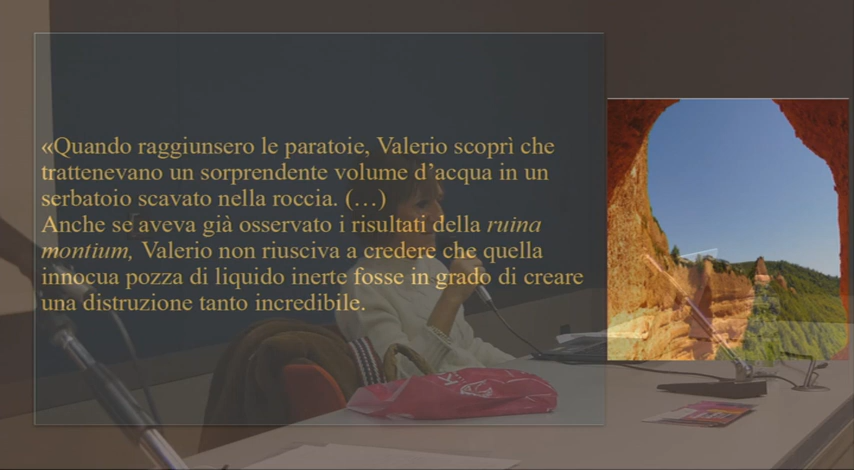 «Quando raggiunsero le paratoie, Valerio scoprì che
trattenevano un sorprendente volume d’acqua in un
serbatoio scavato nella roccia. (…)
Anche se aveva già osservato i risultati della ruina
montium, Valerio non riusciva a credere che quella
innocua pozza di liquido inerte fosse in grado di creare
una distruzione tanto incredibile.